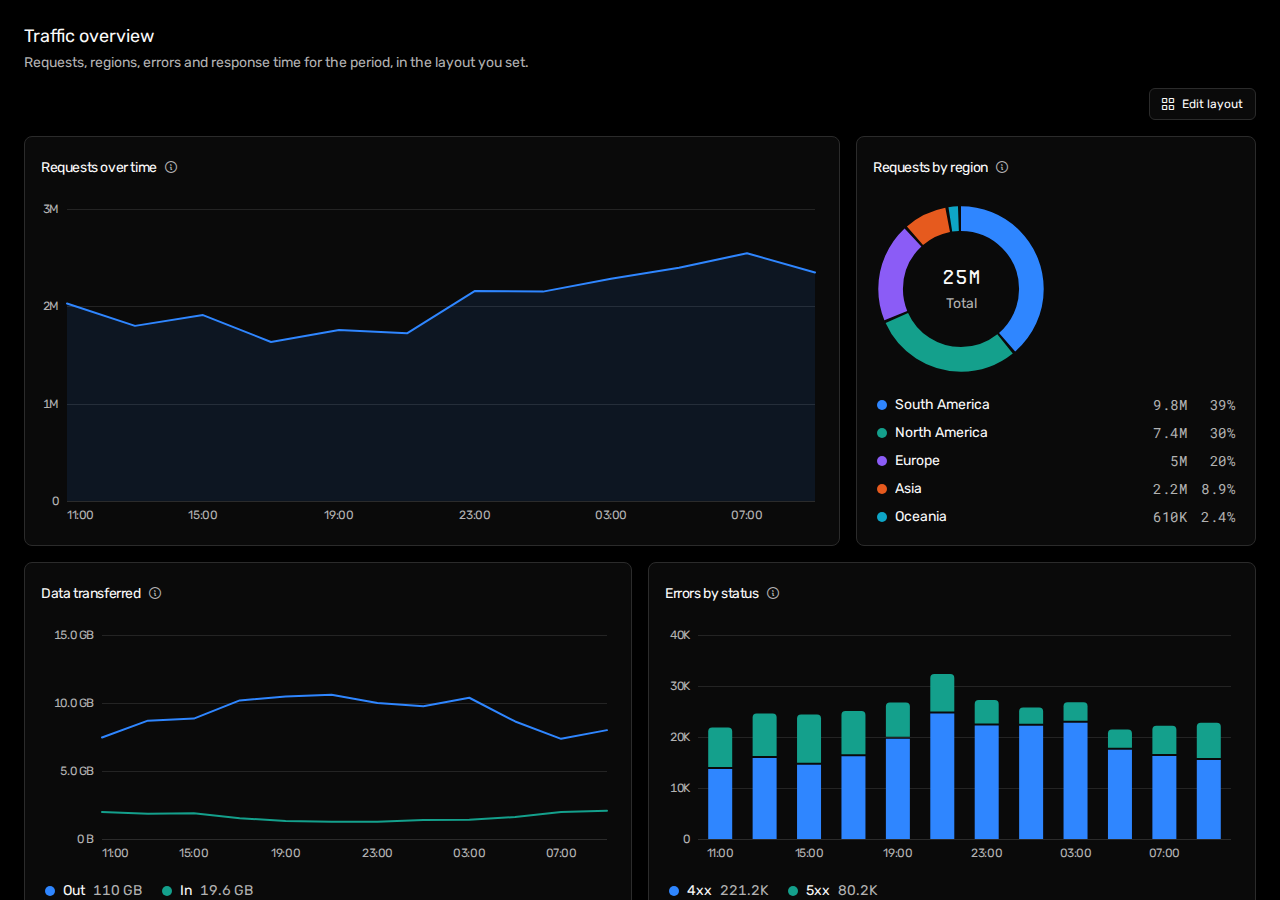 Traffic overview
Requests, regions, errors and response time for the period, in the layout you set.
Edit layout
Requests over time
3M
2M
1M
0
11:00 15:00 19:00 23:00 03:00 07:00
Requests by region
25M
Total
South America 9.8M 39%
North America 7.4M 30%
Europe 5M 20%
Asia 2.2M 8.9%
Oceania 610K 2.4%
Data transferred
15.0 GB
10.0 GB
5.0 GB
0 B
11:00 15:00 19:00 23:00 03:00 07:00
Out 110 GB In 19.6 GB
Errors by status
40K
30K
20K
10K
0
11:00 15:00 19:00 23:00 03:00 07:00
4xx 221.2K 5xx 80.2K